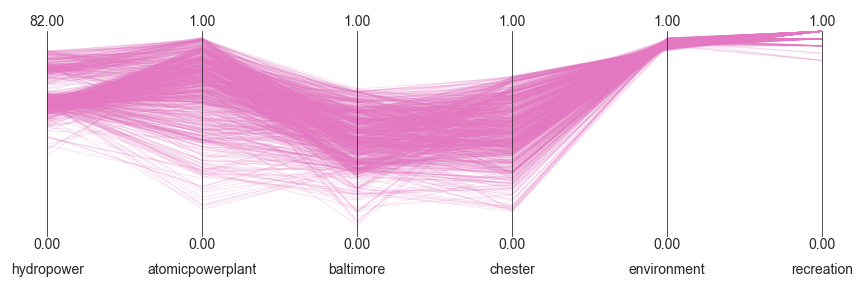 82.00 1.00 1.00 1.00 1.00 1.00
0.00 0.00 0.00 0.00 0.00 0.00
hydropower atomicpowerplant baltimore chester environment recreation